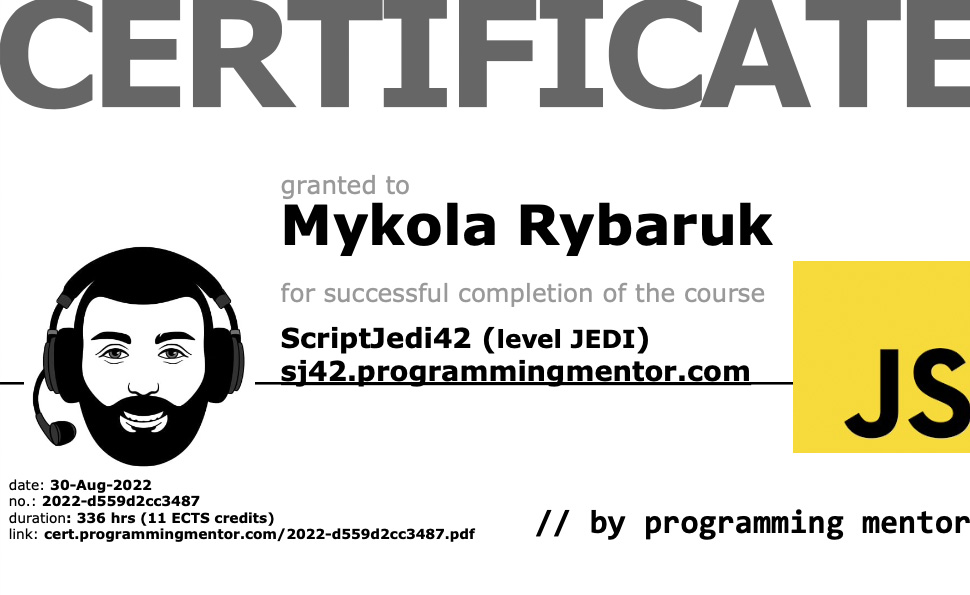 CERTIFICATE
granted to
Mykola Rybaruk
for successful completion of the course
ScriptJedi42 (level JEDI)
sj42.programmingmentor.com
JS
date: 30-Aug-2022
no.: 2022-d559d2cc3487
duration: 336 hrs (11 ECTS credits)
link: cert.programmingmentor.com/2022-d559d2cc3487.pdf
// by programming mentor